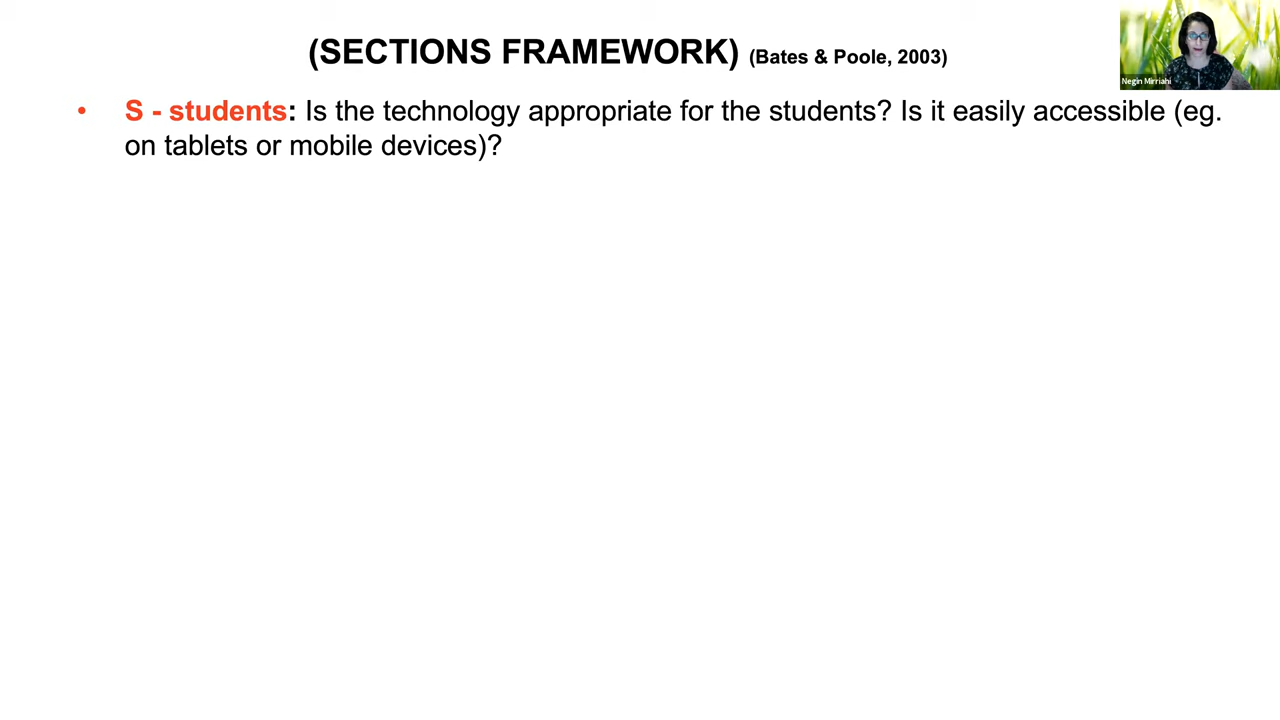 (SECTIONS FRAMEWORK) (Bates & Poole, 2003)
Negin Mirriahi
• S - students: Is the technology appropriate for the students? Is it easily accessible (eg.
on tablets or mobile devices)?